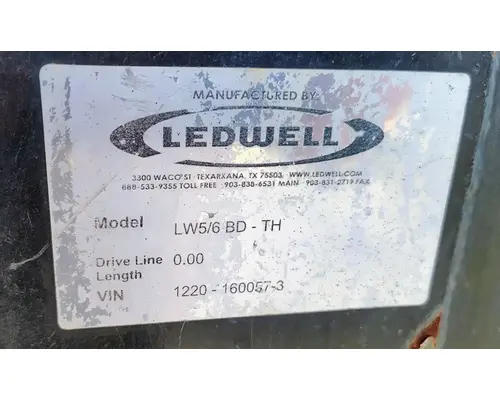 MANUFACTURED BY:
LEDWELL
3300 WACO ST · TEXARXANA, TX 75503 · WWW.LEDWELL.COM
888-533-9355 TOLL FREE · 903-838-6531 MAIN · 903-831-2719 FAX
Model LW5/6 BD - TH
Drive Line 0.00
Length
VIN 1220 - 160057-3